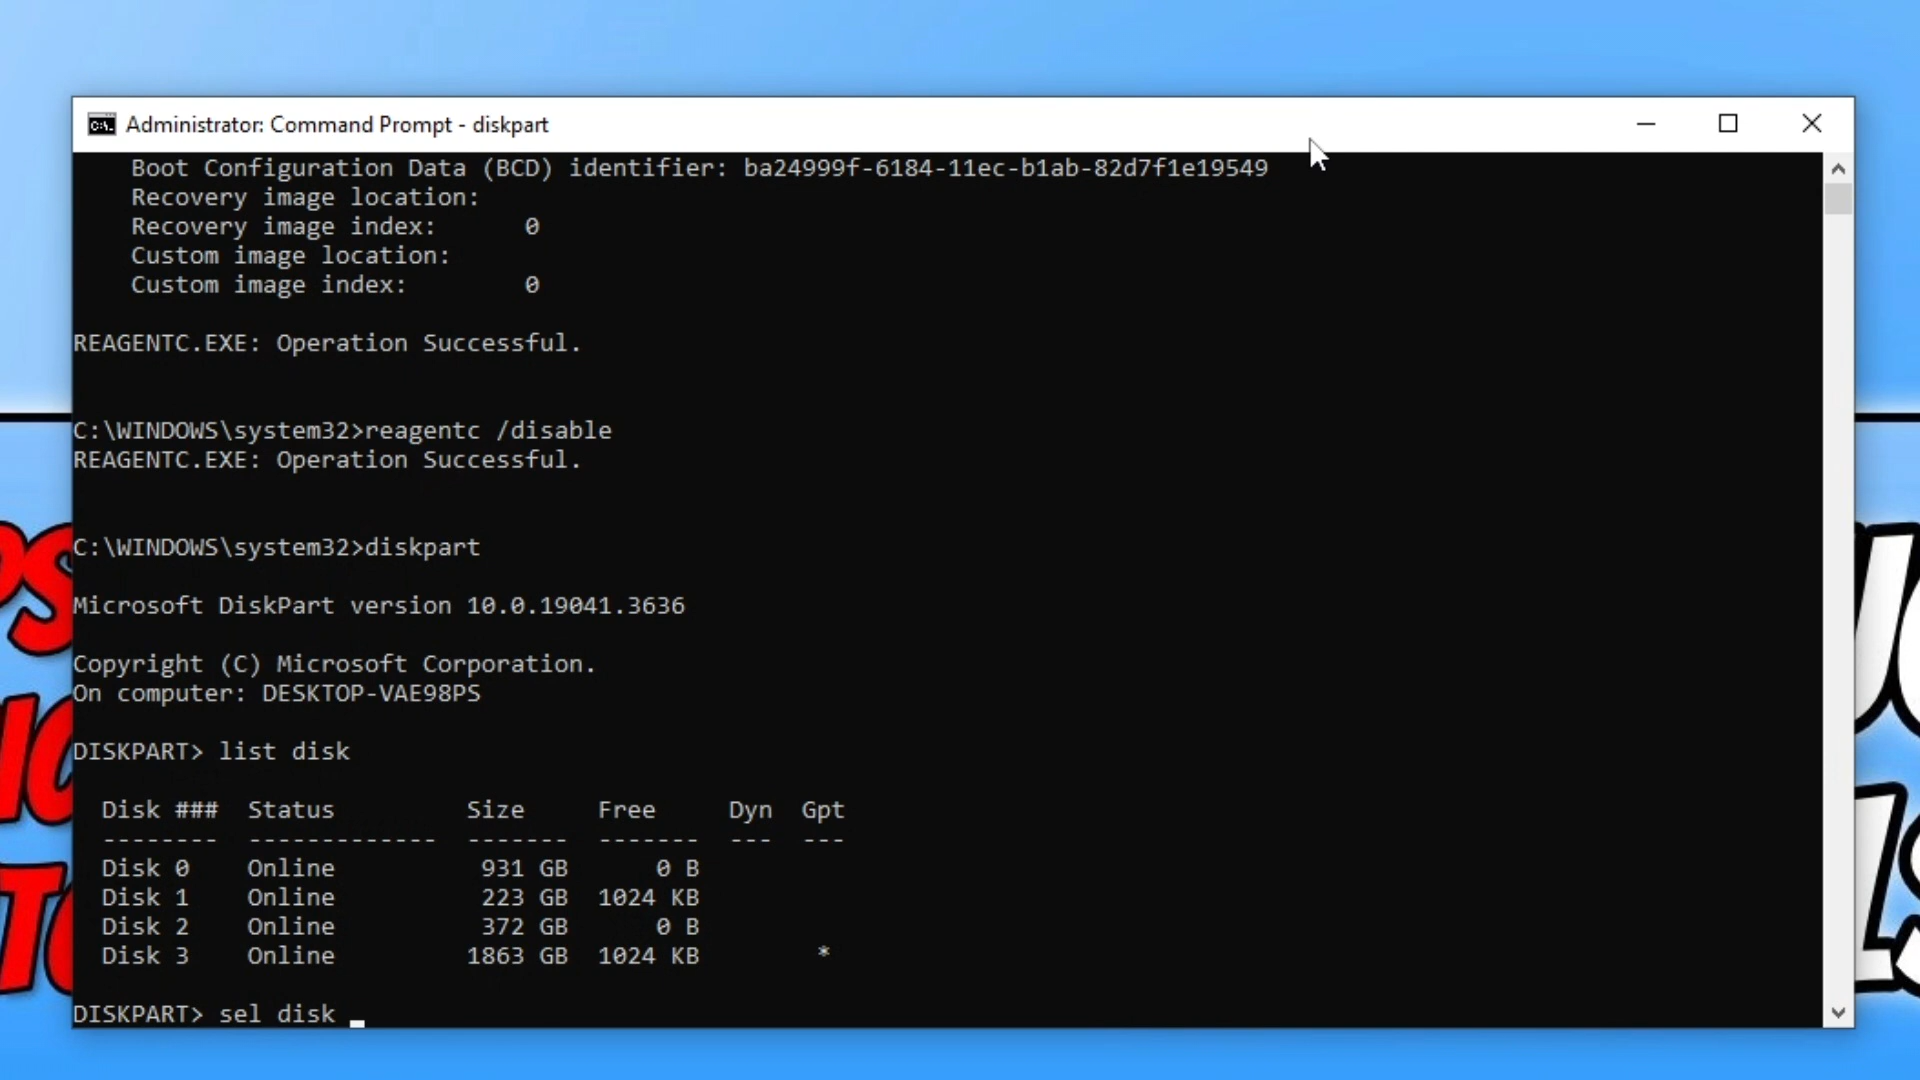 Administrator: Command Prompt - diskpart
Boot Configuration Data (BCD) identifier: ba24999f-6184-11ec-b1ab-82d7f1e19549
Recovery image location:
Recovery image index: 0
Custom image location:
Custom image index: 0
REAGENTC.EXE: Operation Successful.
C:\WINDOWS\system32>reagentc /disable
REAGENTC.EXE: Operation Successful.
C:\WINDOWS\system32>diskpart
Microsoft DiskPart version 10.0.19041.3636
Copyright (C) Microsoft Corporation.
On computer: DESKTOP-VAE98PS
DISKPART> list disk
Disk ### Status Size Free Dyn Gpt
-------- ------------- ------- ------- --- ---
Disk 0 Online 931 GB 0 B
Disk 1 Online 223 GB 1024 KB
Disk 2 Online 372 GB 0 B
Disk 3 Online 1863 GB 1024 KB *
DISKPART> sel disk